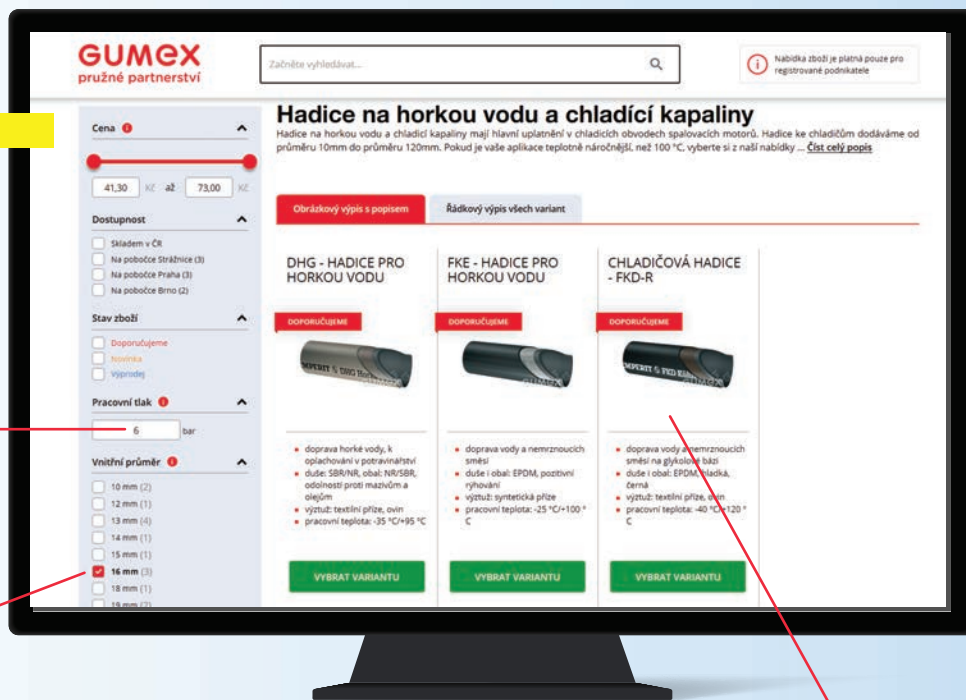 GUMEX
pružné partnerství
Začněte vyhledávat...
Nabídka zboží je platná pouze pro
registrované podnikatele
Cena
41,30 Kč až 73,00 Kč
Dostupnost
Skladem v ČR
Na pobočce Strážnice (3)
Na pobočce Praha (3)
Na pobočce Brno (2)
Stav zboží
Doporučujeme
Novinka
Výprodej
Pracovní tlak
6 bar
Vnitřní průměr
10 mm (2)
12 mm (1)
13 mm (4)
14 mm (1)
15 mm (1)
16 mm (3)
18 mm (1)
19 mm (2)
Hadice na horkou vodu a chladící kapaliny
Hadice na horkou vodu a chladicí kapaliny mají hlavní uplatnění v chladicích obvodech spalovacích motorů. Hadice ke chladičům dodáváme od
průměru 10mm do průměru 120mm. Pokud je vaše aplikace teplotně náročnější, než 100 °C, vyberte si z naší nabídky ... Číst celý popis
Obrázkový výpis s popisem
Řádkový výpis všech variant
DHG - HADICE PRO
HORKOU VODU
DOPORUČUJEME
GUMEX
doprava horké vody, k
oplachování v potravinářství
duše: SBR/NR, obal: NR/SBR,
odolností proti mazivům a
olejům
výztuž: textilní příze, ovin
pracovní teplota: -35 °C/+95 °C
VYBRAT VARIANTU
FKE - HADICE PRO
HORKOU VODU
DOPORUČUJEME
GUMEX
doprava vody a nemrznoucích
směsí
duše i obal: EPDM, pozitivní
rýhování
výztuž: syntetická příze
pracovní teplota: -25 °C/+100 °
C
VYBRAT VARIANTU
CHLADIČOVÁ HADICE
- FKD-R
DOPORUČUJEME
GUMEX
doprava vody a nemrznoucích
směsí na glykolové bázi
duše i obal: EPDM, hladká,
černá
výztuž: textilní příze, ovin
pracovní teplota: -40 °C/+120 °
C
VYBRAT VARIANTU